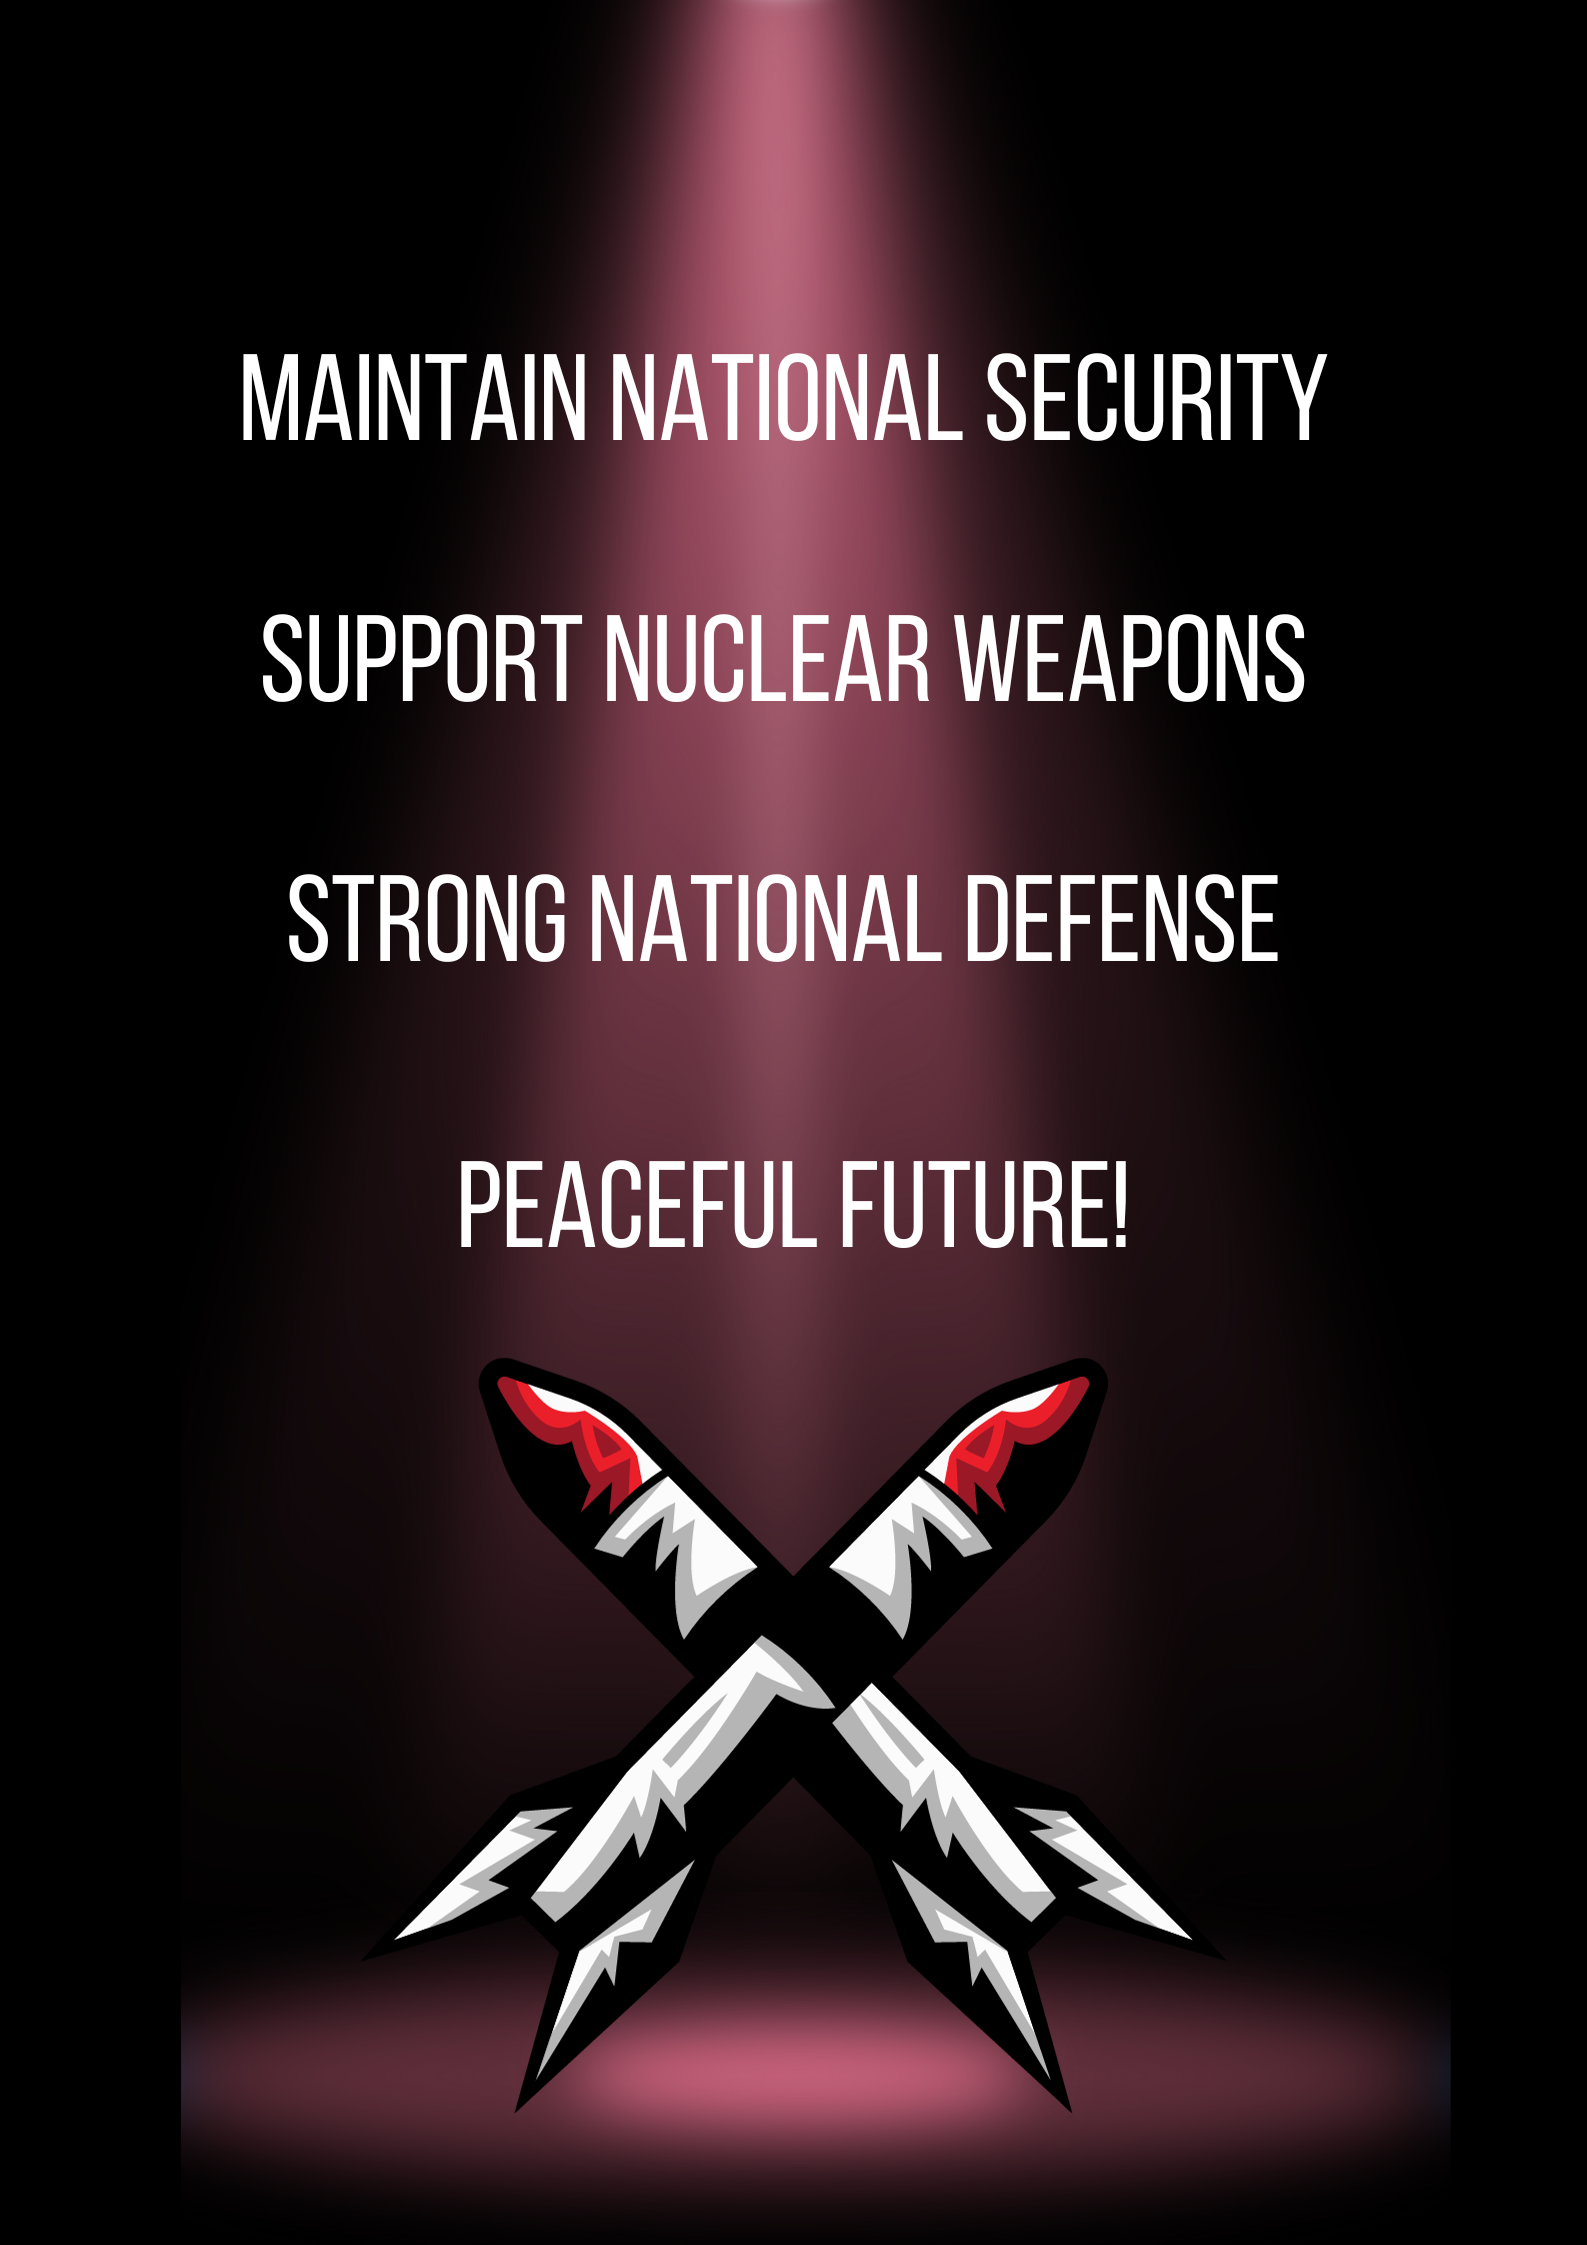 MAINTAIN NATIONAL SECURITY
SUPPORT NUCLEAR WEAPONS
STRONG NATIONAL DEFENSE
PEACEFUL FUTURE!